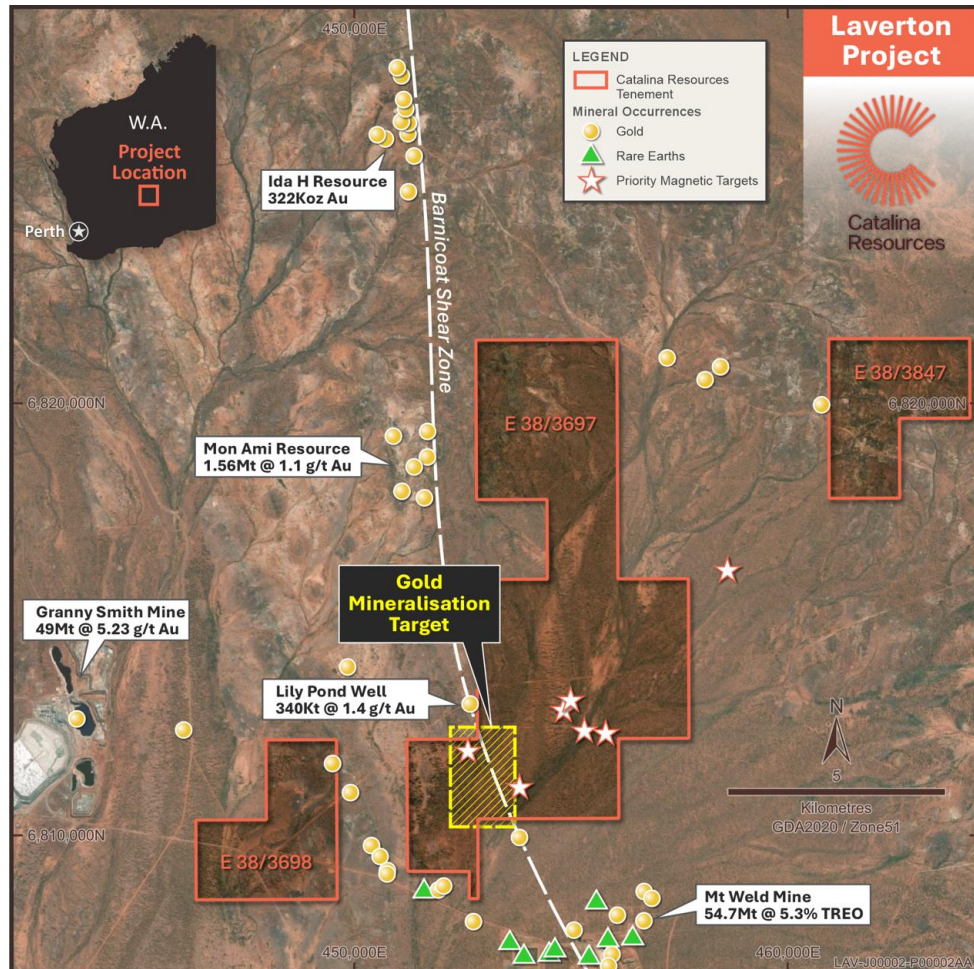 450,000E
Laverton
Project
Catalina
Resources
W.A.
Project
Location
Perth
LEGEND
Catalina Resources
Tenement
Mineral Occurrences
Gold
Rare Earths
Priority Magnetic Targets
Ida H Resource
322Koz Au
Barnicoat Shear Zone
E 38/3697
E 38/3847
6,820,000N
6,820,000N
Mon Ami Resource
1.56Mt @ 1.1 g/t Au
Gold
Mineralisation
Target
Granny Smith Mine
49Mt @ 5.23 g/t Au
Lily Pond Well
340Kt @ 1.4 g/t Au
N
5
Kilometres
GDA2020 / Zone51
6,810,000N
E 38/3698
Mt Weld Mine
54.7Mt @ 5.3% TREO
450,000E
460,000E
LAV-J00002-P00002AA